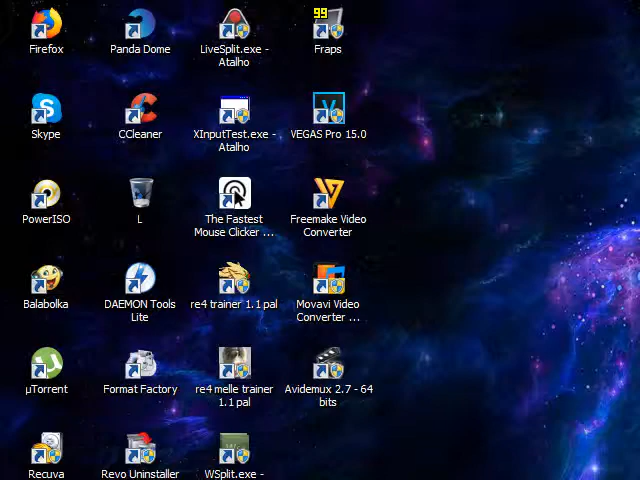 99
Firefox
Panda Dome
LiveSplit.exe -
Atalho
Fraps
Skype
CCleaner
XInputTest.exe -
Atalho
VEGAS Pro 15.0
PowerISO
L
The Fastest
Mouse Clicker ...
Freemake Video
Converter
Balabolka
DAEMON Tools
Lite
re4 trainer 1.1 pal
Movavi Video
Converter ...
µTorrent
Format Factory
re4 melle trainer
1.1 pal
Avidemux 2.7 - 64
bits
Recuva
Revo Uninstaller
WSplit.exe -